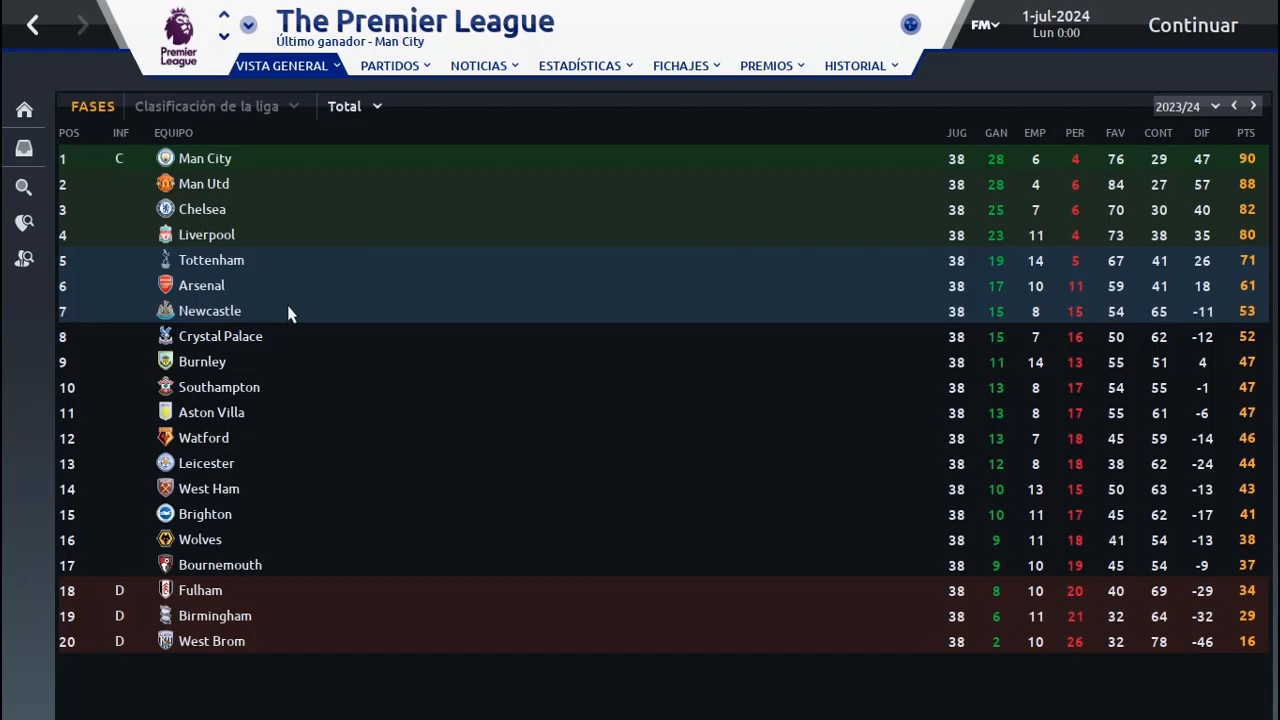 The Premier League
Último ganador - Man City
Premier League
FM
1-jul-2024
Lun 0:00
Continuar
VISTA GENERAL PARTIDOS NOTICIAS ESTADÍSTICAS FICHAJES PREMIOS HISTORIAL
FASES Clasificación de la liga Total 2023/24
POS INF EQUIPO JUG GAN EMP PER FAV CONT DIF PTS
1 C Man City 38 28 6 4 76 29 47 90
2 Man Utd 38 28 4 6 84 27 57 88
3 Chelsea 38 25 7 6 70 30 40 82
4 Liverpool 38 23 11 4 73 38 35 80
5 Tottenham 38 19 14 5 67 41 26 71
6 Arsenal 38 17 10 11 59 41 18 61
7 Newcastle 38 15 8 15 54 65 -11 53
8 Crystal Palace 38 15 7 16 50 62 -12 52
9 Burnley 38 11 14 13 55 51 4 47
10 Southampton 38 13 8 17 54 55 -1 47
11 Aston Villa 38 13 8 17 55 61 -6 47
12 Watford 38 13 7 18 45 59 -14 46
13 Leicester 38 12 8 18 38 62 -24 44
14 West Ham 38 10 13 15 50 63 -13 43
15 Brighton 38 10 11 17 45 62 -17 41
16 Wolves 38 9 11 18 41 54 -13 38
17 Bournemouth 38 9 10 19 45 54 -9 37
18 D Fulham 38 8 10 20 40 69 -29 34
19 D Birmingham 38 6 11 21 32 64 -32 29
20 D West Brom 38 2 10 26 32 78 -46 16